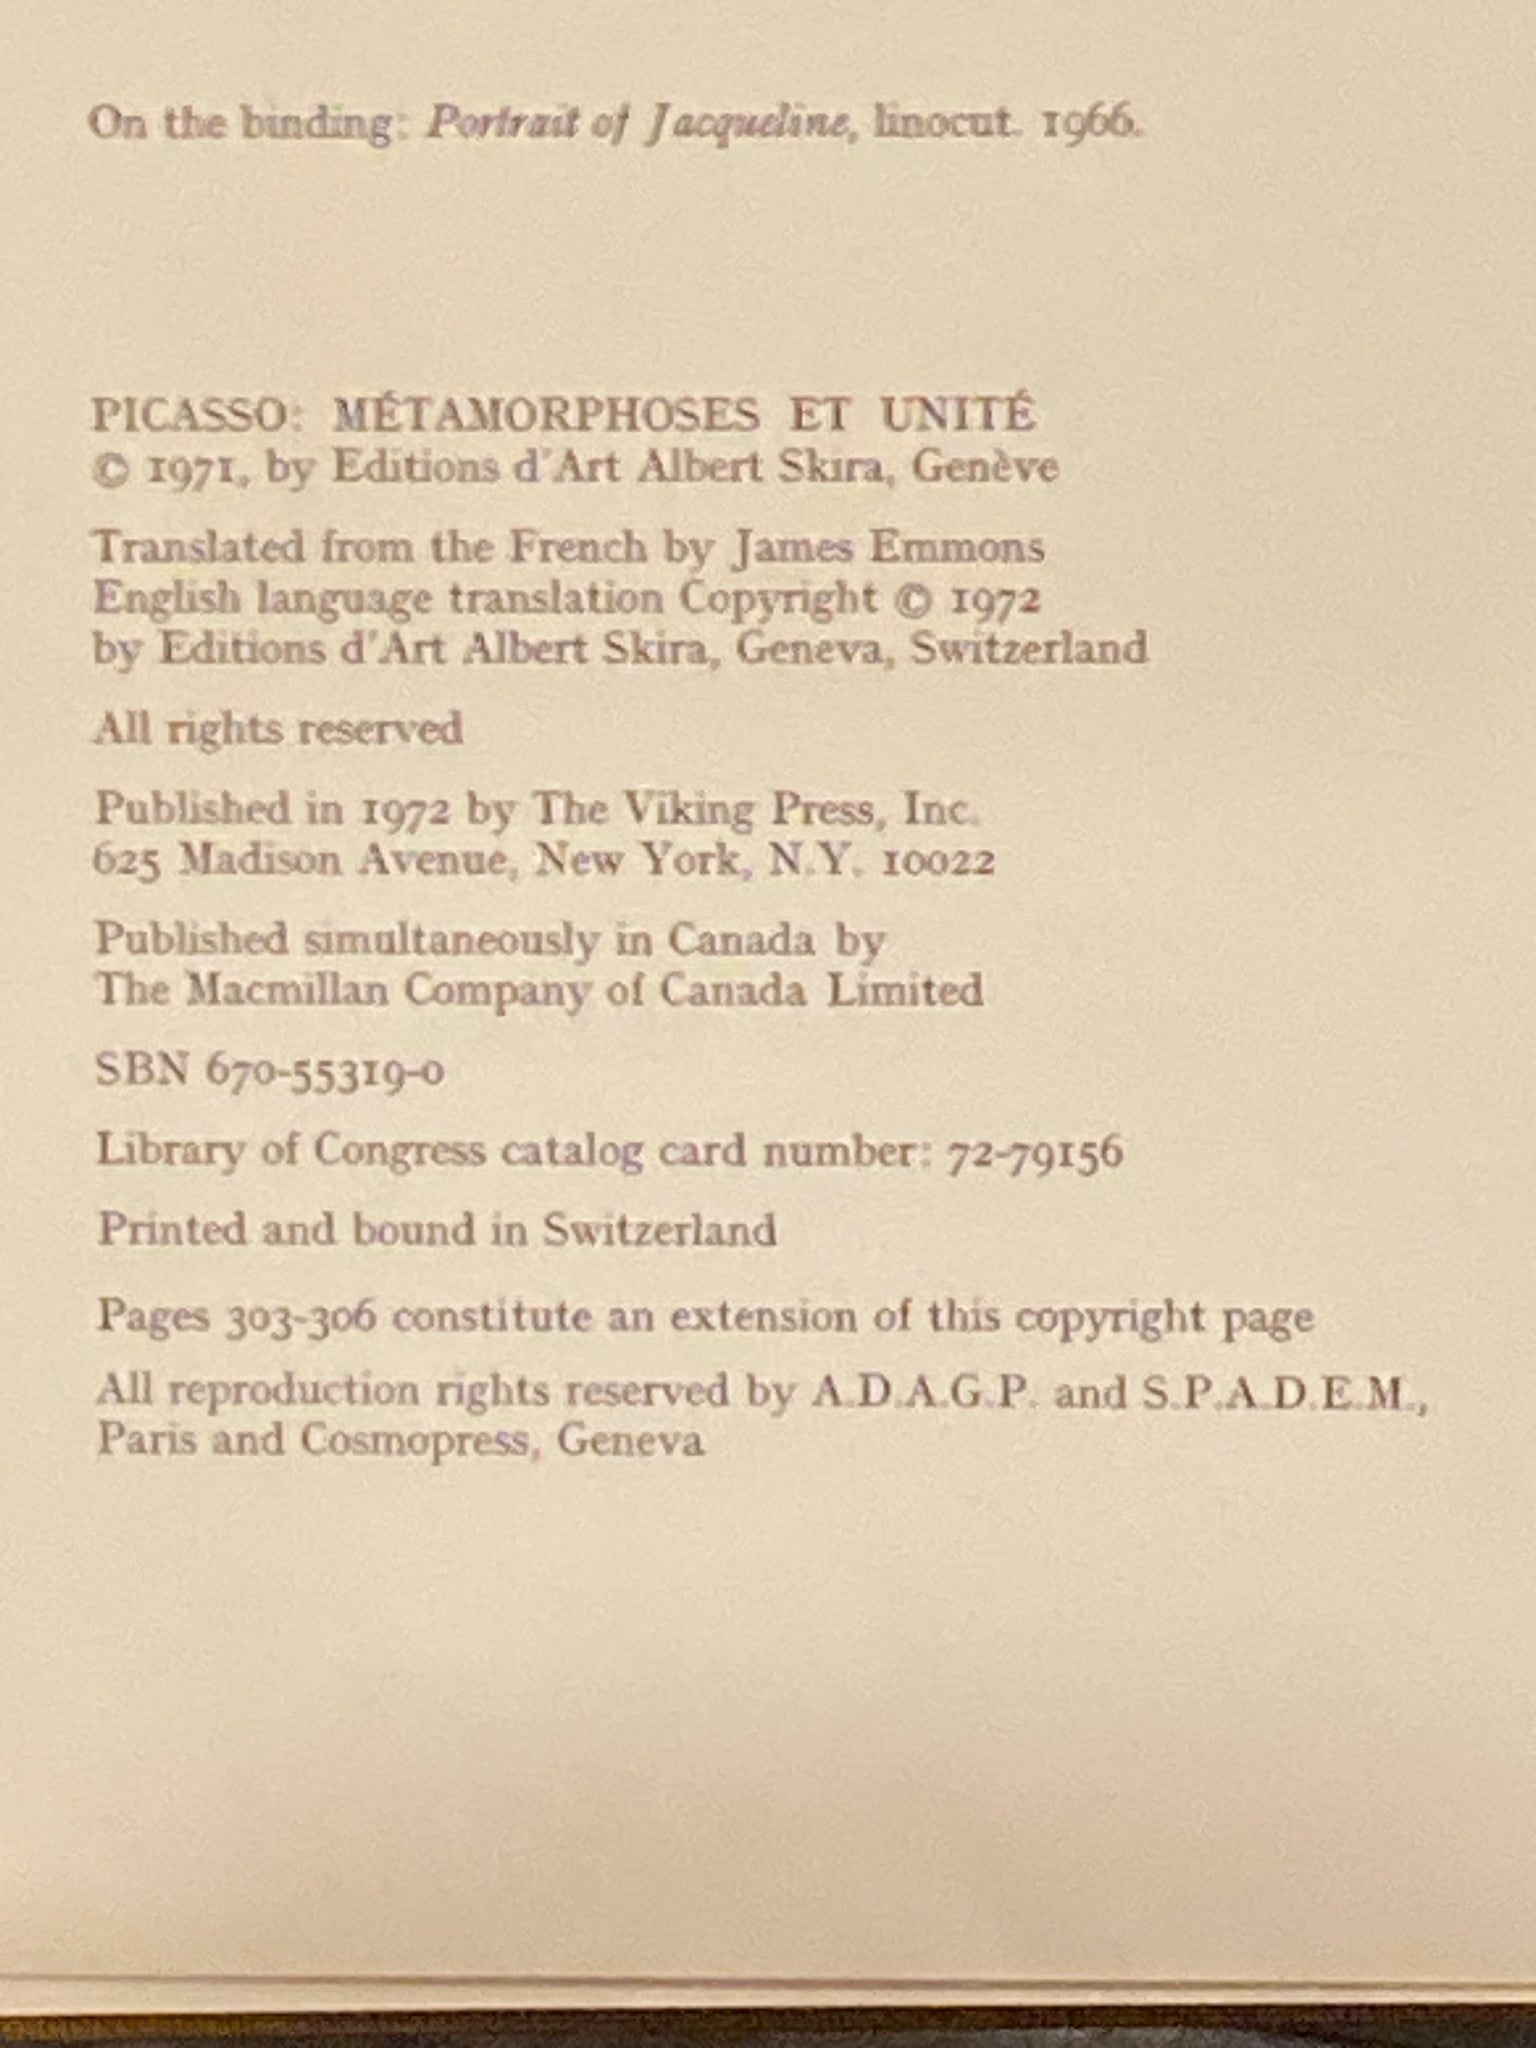 On the binding: Portrait of Jacqueline, linocut. 1966.
PICASSO: MÉTAMORPHOSES ET UNITÉ
© 1971, by Editions d'Art Albert Skira, Genève
Translated from the French by James Emmons
English language translation Copyright © 1972
by Editions d'Art Albert Skira, Geneva, Switzerland
All rights reserved
Published in 1972 by The Viking Press, Inc.
625 Madison Avenue, New York, N.Y. 10022
Published simultaneously in Canada by
The Macmillan Company of Canada Limited
SBN 670-55319-0
Library of Congress catalog card number: 72-79156
Printed and bound in Switzerland
Pages 303-306 constitute an extension of this copyright page
All reproduction rights reserved by A.D.A.G.P. and S.P.A.D.E.M.,
Paris and Cosmopress, Geneva